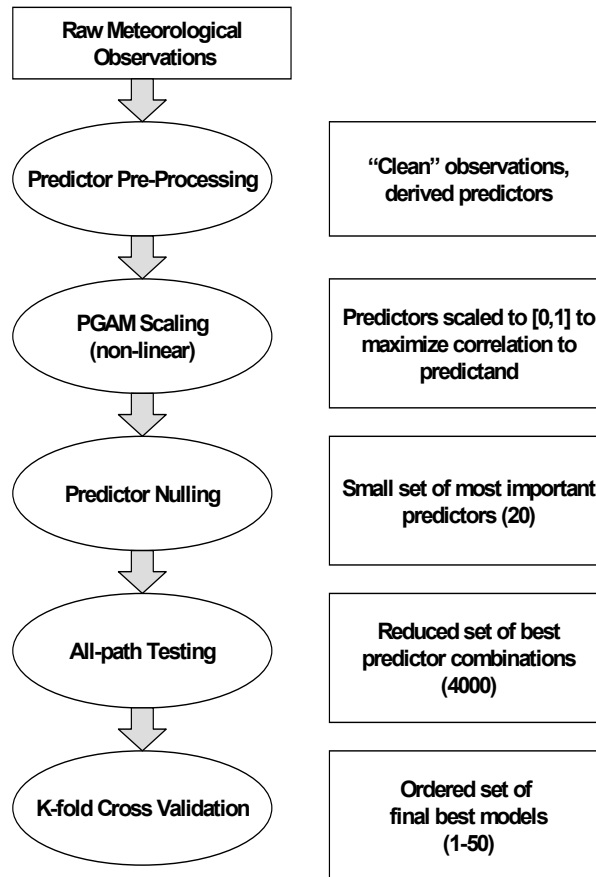 Raw Meteorological
Observations
Predictor Pre-Processing
“Clean” observations,
derived predictors
PGAM Scaling
(non-linear)
Predictors scaled to [0,1] to
maximize correlation to
predictand
Predictor Nulling
Small set of most important
predictors (20)
All-path Testing
Reduced set of best
predictor combinations
(4000)
K-fold Cross Validation
Ordered set of
final best models
(1-50)